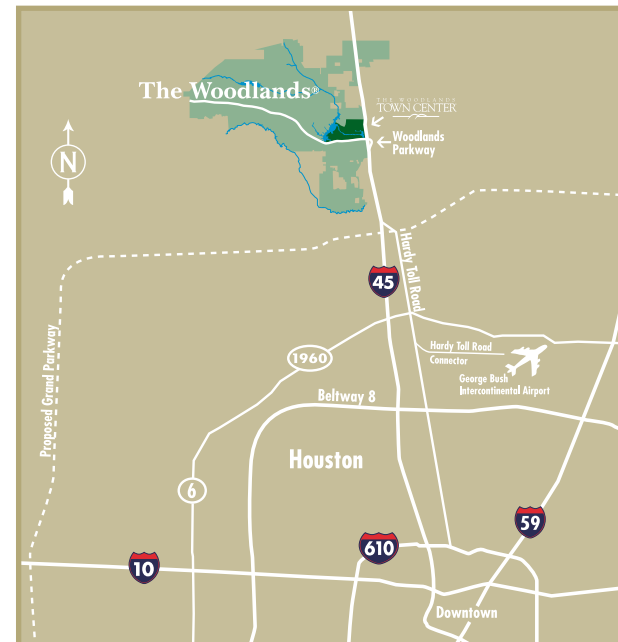 The Woodlands®
THE WOODLANDS
TOWN CENTER
Woodlands
Parkway
N
Hardy Toll Road
45
Proposed Grand Parkway
1960
Hardy Toll Road
Connector
George Bush
Intercontinental Airport
Beltway 8
Houston
6
59
610
10
Downtown